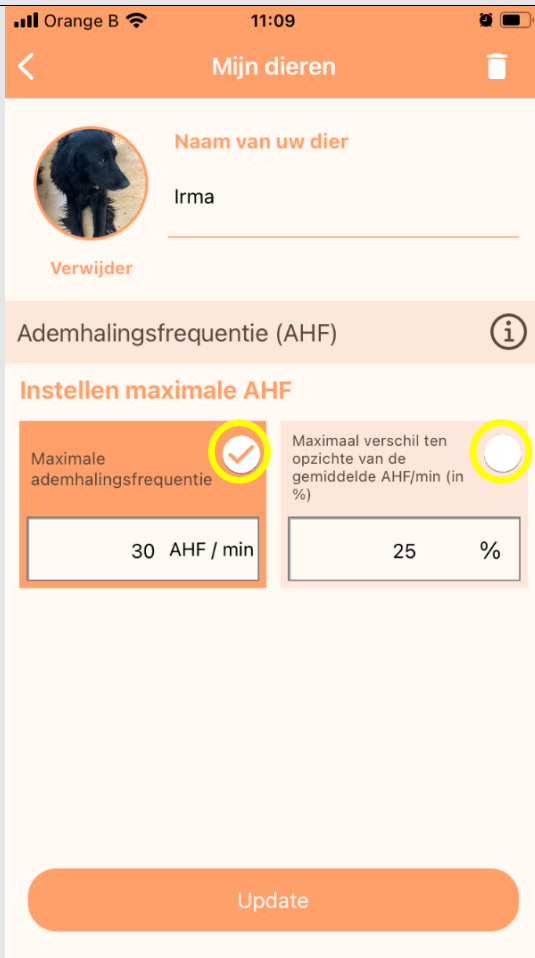 Orange B 11:09
Mijn dieren
Naam van uw dier
Irma
Verwijder
Ademhalingsfrequentie (AHF)
Instellen maximale AHF
Maximale
ademhalingsfrequentie
30 AHF / min
Maximaal verschil ten
opzichte van de
gemiddelde AHF/min (in
%)
25 %
Update